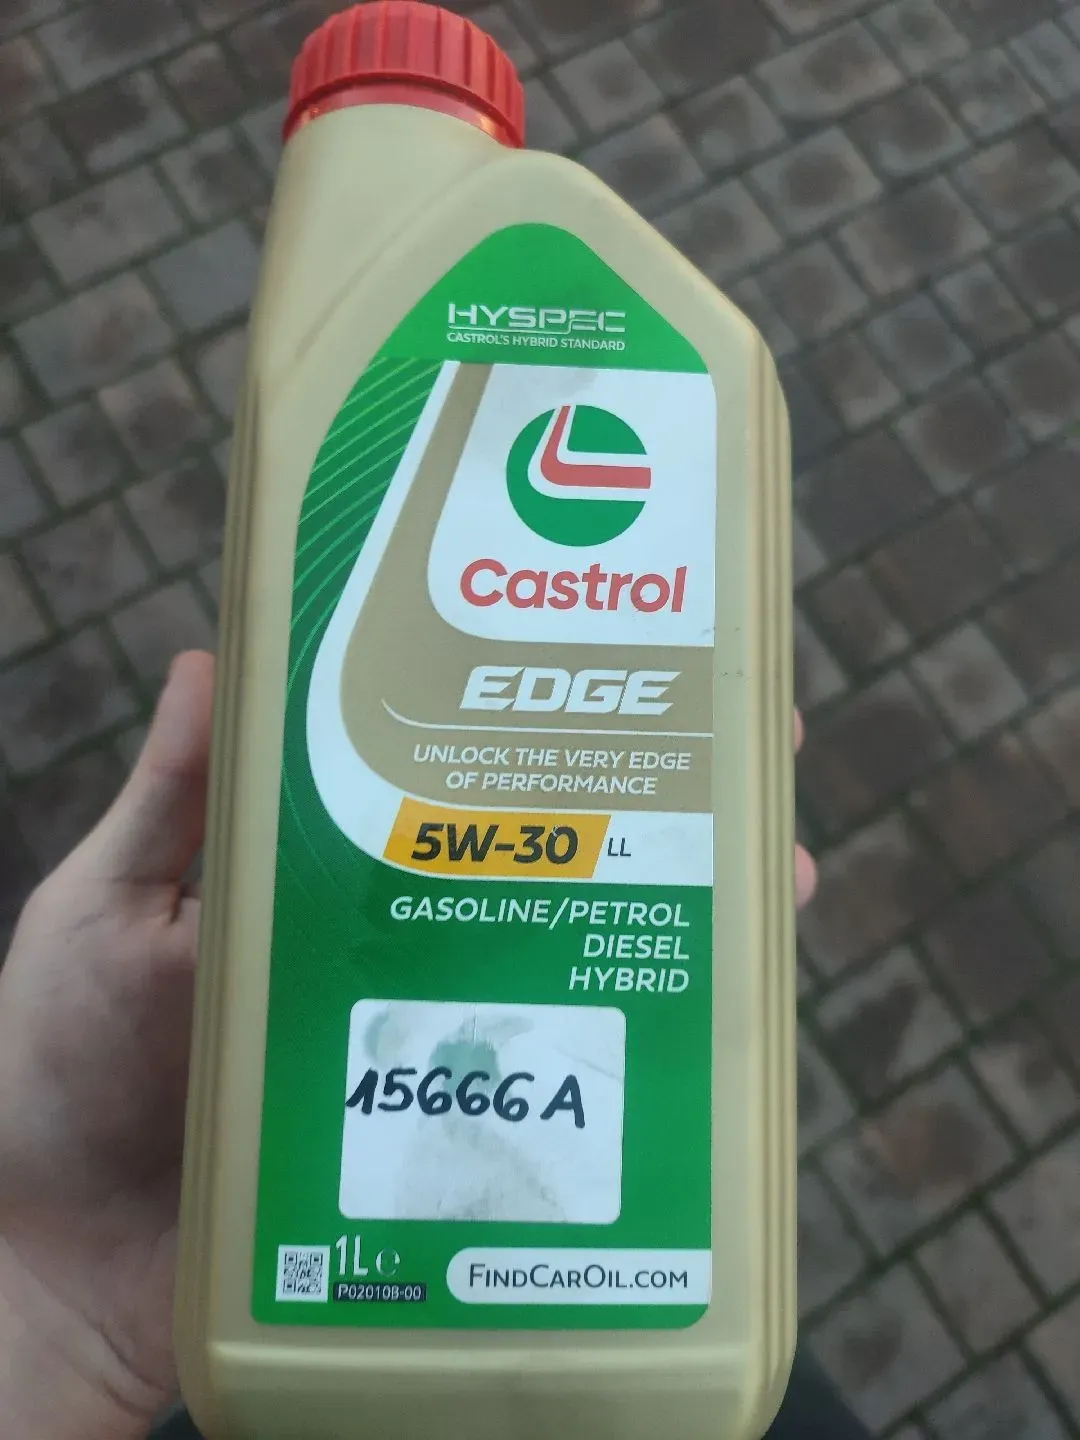 HYSPEC
CASTROL'S HYBRID STANDARD
Castrol
EDGE
UNLOCK THE VERY EDGE
OF PERFORMANCE
5W-30 LL
GASOLINE/PETROL
DIESEL
HYBRID
15666A
1L e
P02010B-00
FINDCAROIL.COM